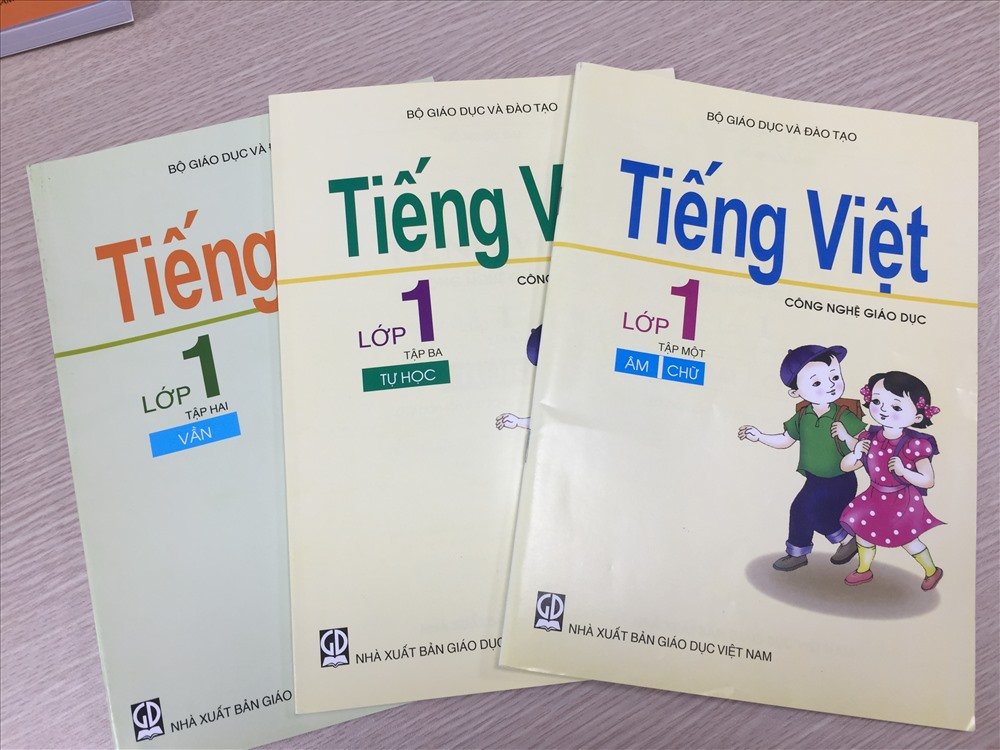 BỘ GIÁO DỤC VÀ
Tiếng
LỚP 1
TẬP HAI
VẦN
GD
NHÀ XUẤT BẢN GIÁO
BỘ GIÁO DỤC VÀ ĐÀO TẠO
Tiếng V
CÔNG
LỚP 1
TẬP BA
TỰ HỌC
GD
NHÀ XUẤT BẢN GIÁO DỤC
BỘ GIÁO DỤC VÀ ĐÀO TẠO
Tiếng Việt
CÔNG NGHỆ GIÁO DỤC
LỚP 1
TẬP MỘT
ÂM CHỮ
GD
NHÀ XUẤT BẢN GIÁO DỤC VIỆT NAM